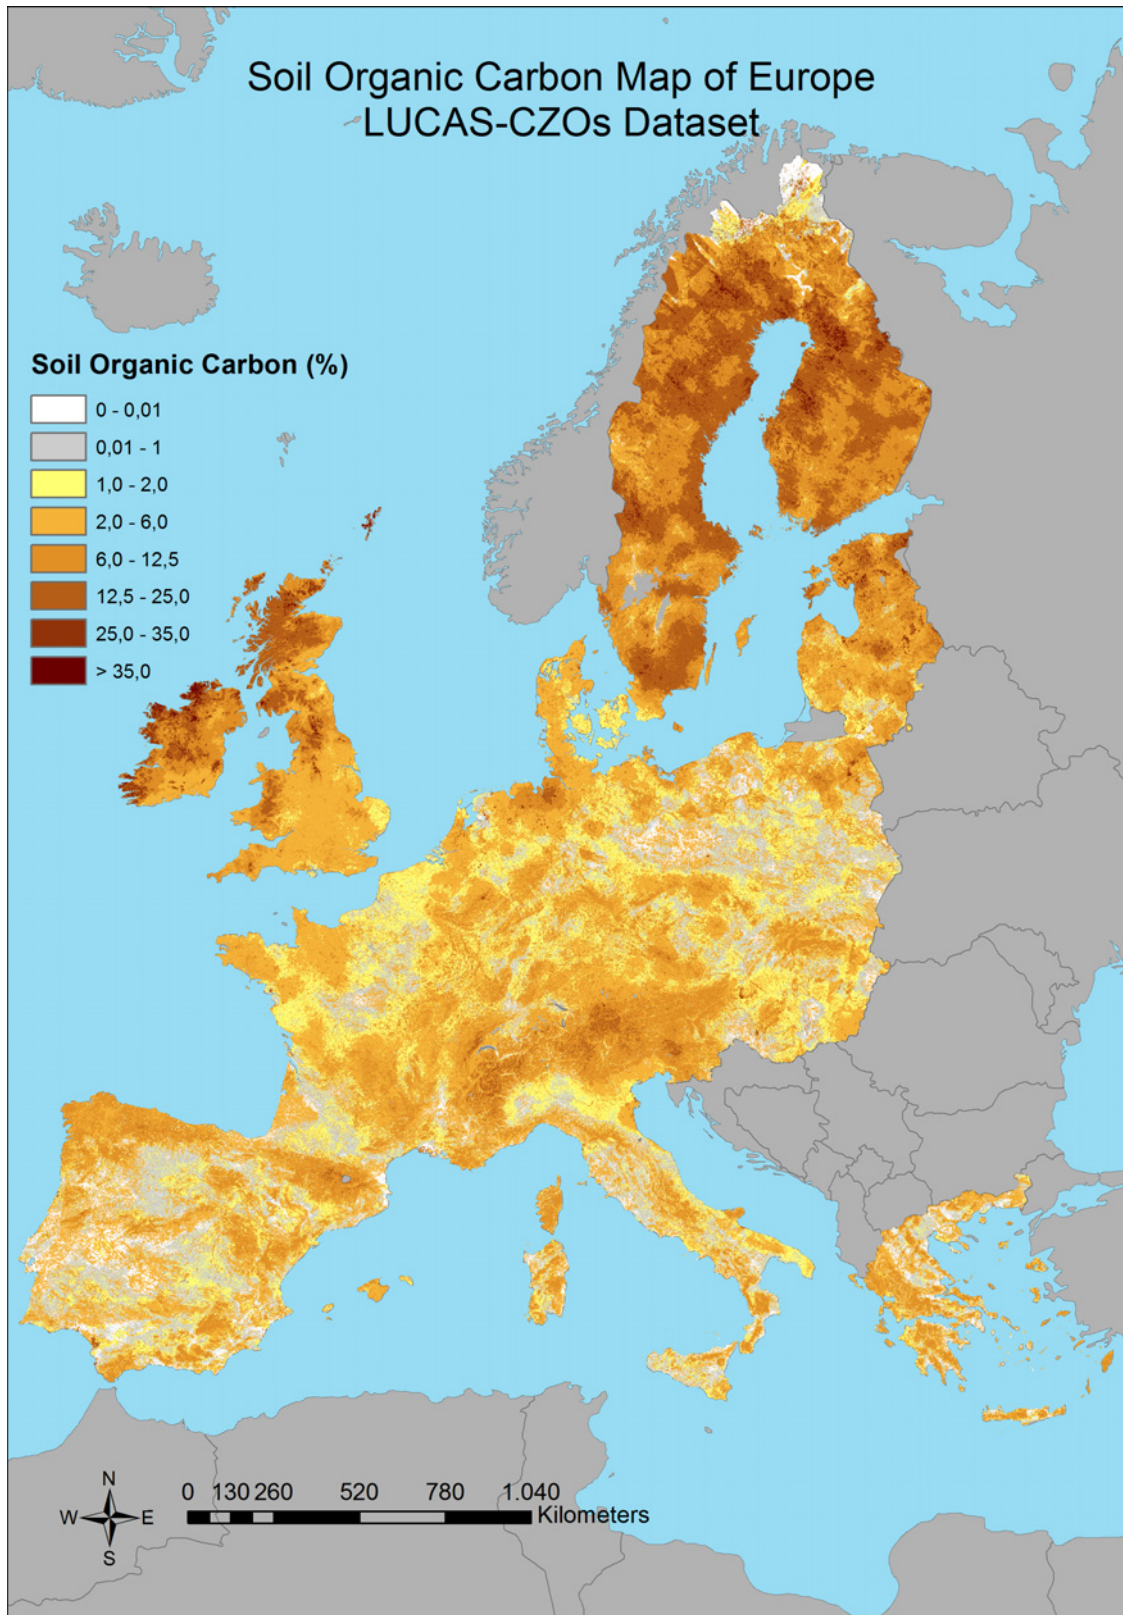 Soil Organic Carbon Map of Europe
LUCAS-CZOs Dataset
Soil Organic Carbon (%)
0 - 0,01
0,01 - 1
1,0 - 2,0
2,0 - 6,0
6,0 - 12,5
12,5 - 25,0
25,0 - 35,0
> 35,0
N
W E
S
0 130 260 520 780 1.040
Kilometers